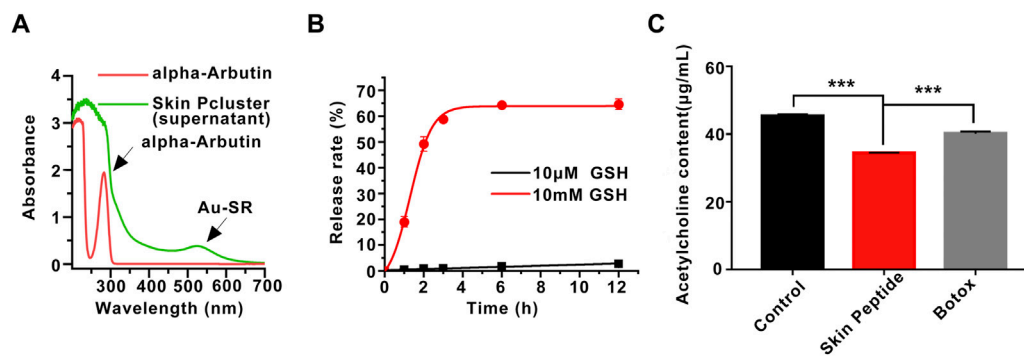 A
Absorbance
4
3
2
1
0
300 400 500 600 700
Wavelength (nm)
alpha-Arbutin
Skin Pcluster
(supernatant)
alpha-Arbutin
Au-SR
B
Release rate (%)
80
70
60
50
40
30
20
10
0
0 2 4 6 8 10 12
Time (h)
10μM GSH
10mM GSH
C
Acetylcholine content(μg/mL)
60
40
20
0
***
***
Control
Skin Peptide
Botox